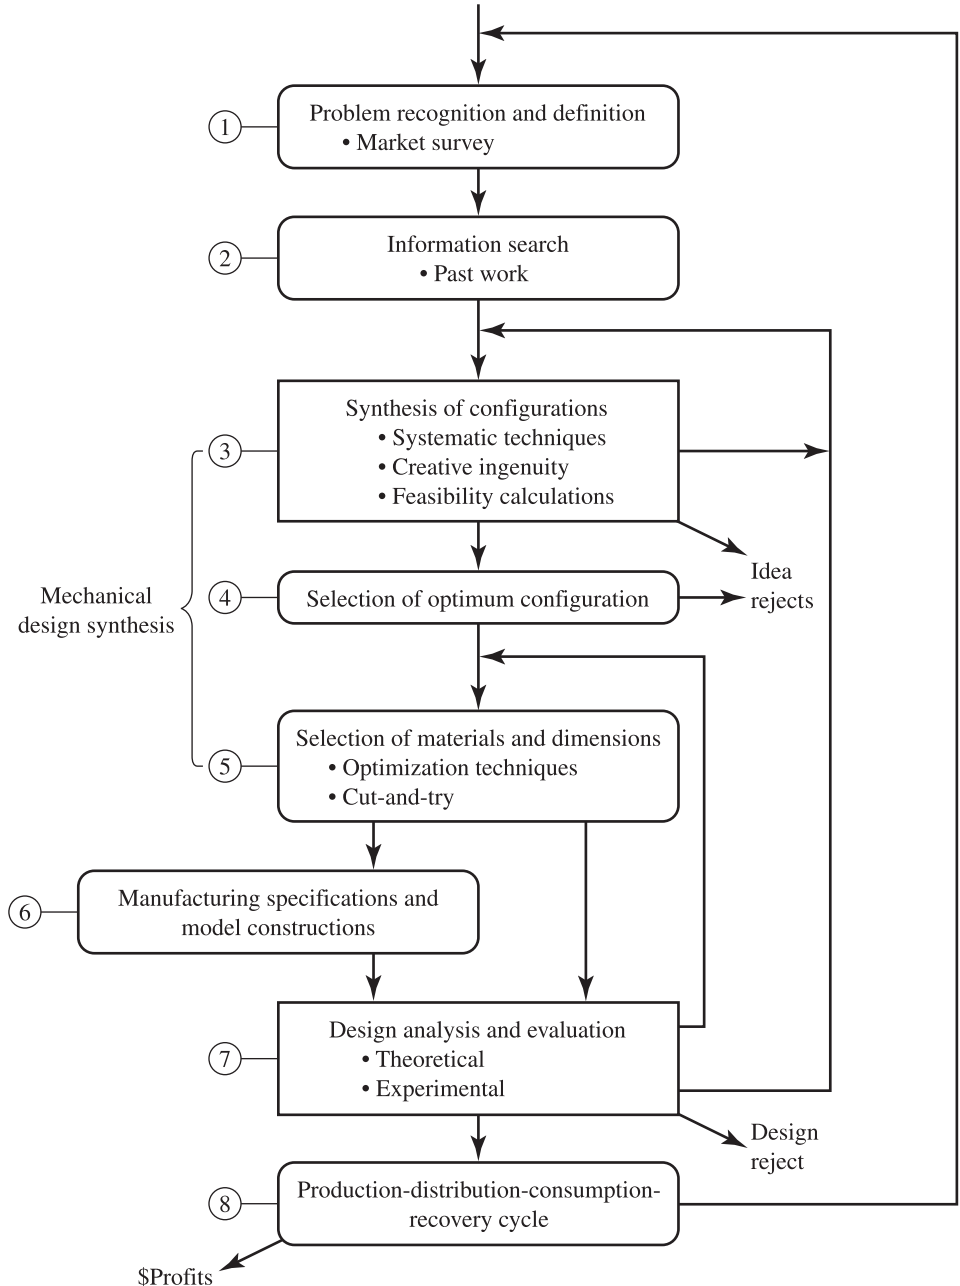 1
Problem recognition and definition
• Market survey
2
Information search
• Past work
3
Synthesis of configurations
• Systematic techniques
• Creative ingenuity
• Feasibility calculations
Idea
rejects
Mechanical
design synthesis
4
Selection of optimum configuration
5
Selection of materials and dimensions
• Optimization techniques
• Cut-and-try
6
Manufacturing specifications and
model constructions
7
Design analysis and evaluation
• Theoretical
• Experimental
Design
reject
8
Production-distribution-consumption-
recovery cycle
$Profits